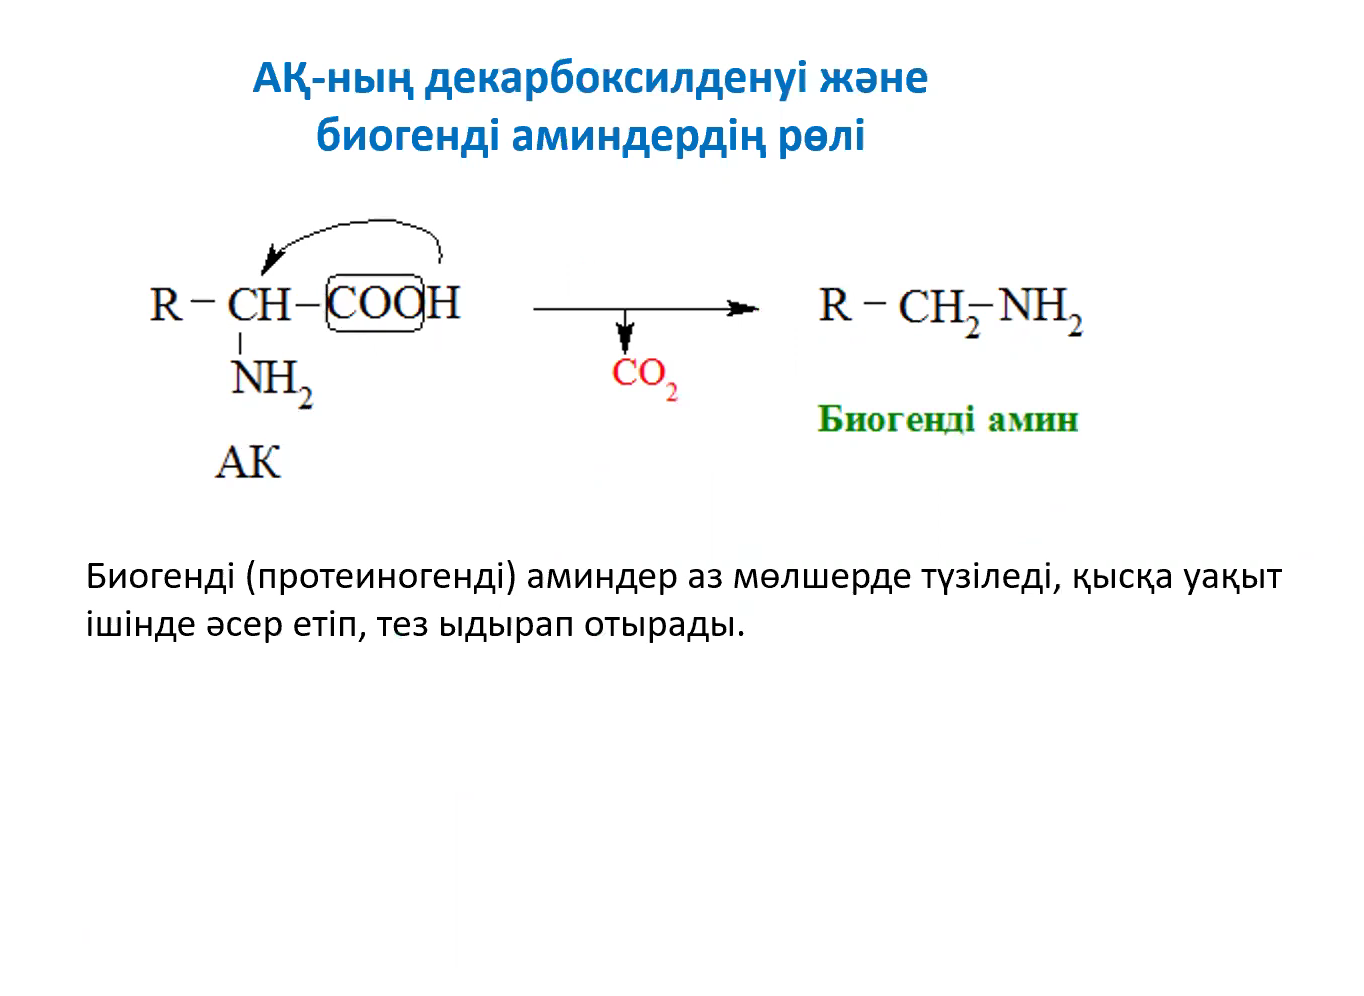 АҚ-ның декарбоксилденуі және
биогенді аминдердің рөлі
R – CH – COOH
NH2
АК
CO2
R – CH2 – NH2
Биогенді амин
Биогенді (протеиногенді) аминдер аз мөлшерде түзіледі, қысқа уақыт
ішінде әсер етіп, тез ыдырап отырады.